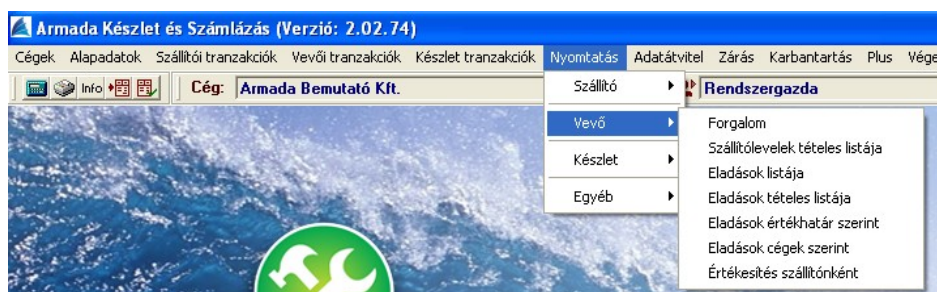 Armada Készlet és Számlázás (Verzió: 2.02.74)
Cégek Alapadatok Szállítói tranzakciók Vevői tranzakciók Készlet tranzakciók Nyomtatás Adatátvitel Zárás Karbantartás Plus Vége
Info Cég: Armada Bemutató Kft. Rendszergazda
Szállító
Vevő
Készlet
Egyéb
Forgalom
Szállítólevelek tételes listája
Eladások listája
Eladások tételes listája
Eladások értékhatár szerint
Eladások cégek szerint
Értékesítés szállítónként